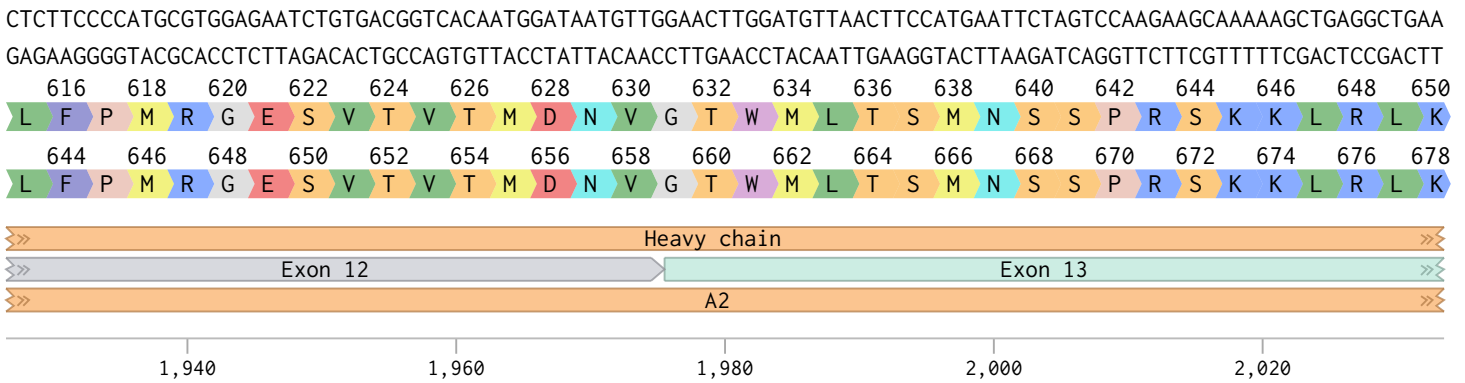 CTCTTCCCCATGCGTGGAGAATCTGTGACGGTCACAATGGATAATGTTGGAACTTGGATGTTAACTTCCATGAATTCTAGTCCAAGAAGCAAAAAGCTGAGGCTGAA
GAGAAGGGGTACGCACCTCTTAGACACTGCCAGTGTTACCTATTACAACCTTGAACCTACAATTGAAGGTACTTAAGATCAGGTTCTTCGTTTTTCGACTCCGACTT
616 618 620 622 624 626 628 630 632 634 636 638 640 642 644 646 648 650
L F P M R G E S V T V T M D N V G T W M L T S M N S S P R S K K L R L K
644 646 648 650 652 654 656 658 660 662 664 666 668 670 672 674 676 678
L F P M R G E S V T V T M D N V G T W M L T S M N S S P R S K K L R L K
Heavy chain
Exon 12 Exon 13
A2
1,940 1,960 1,980 2,000 2,020